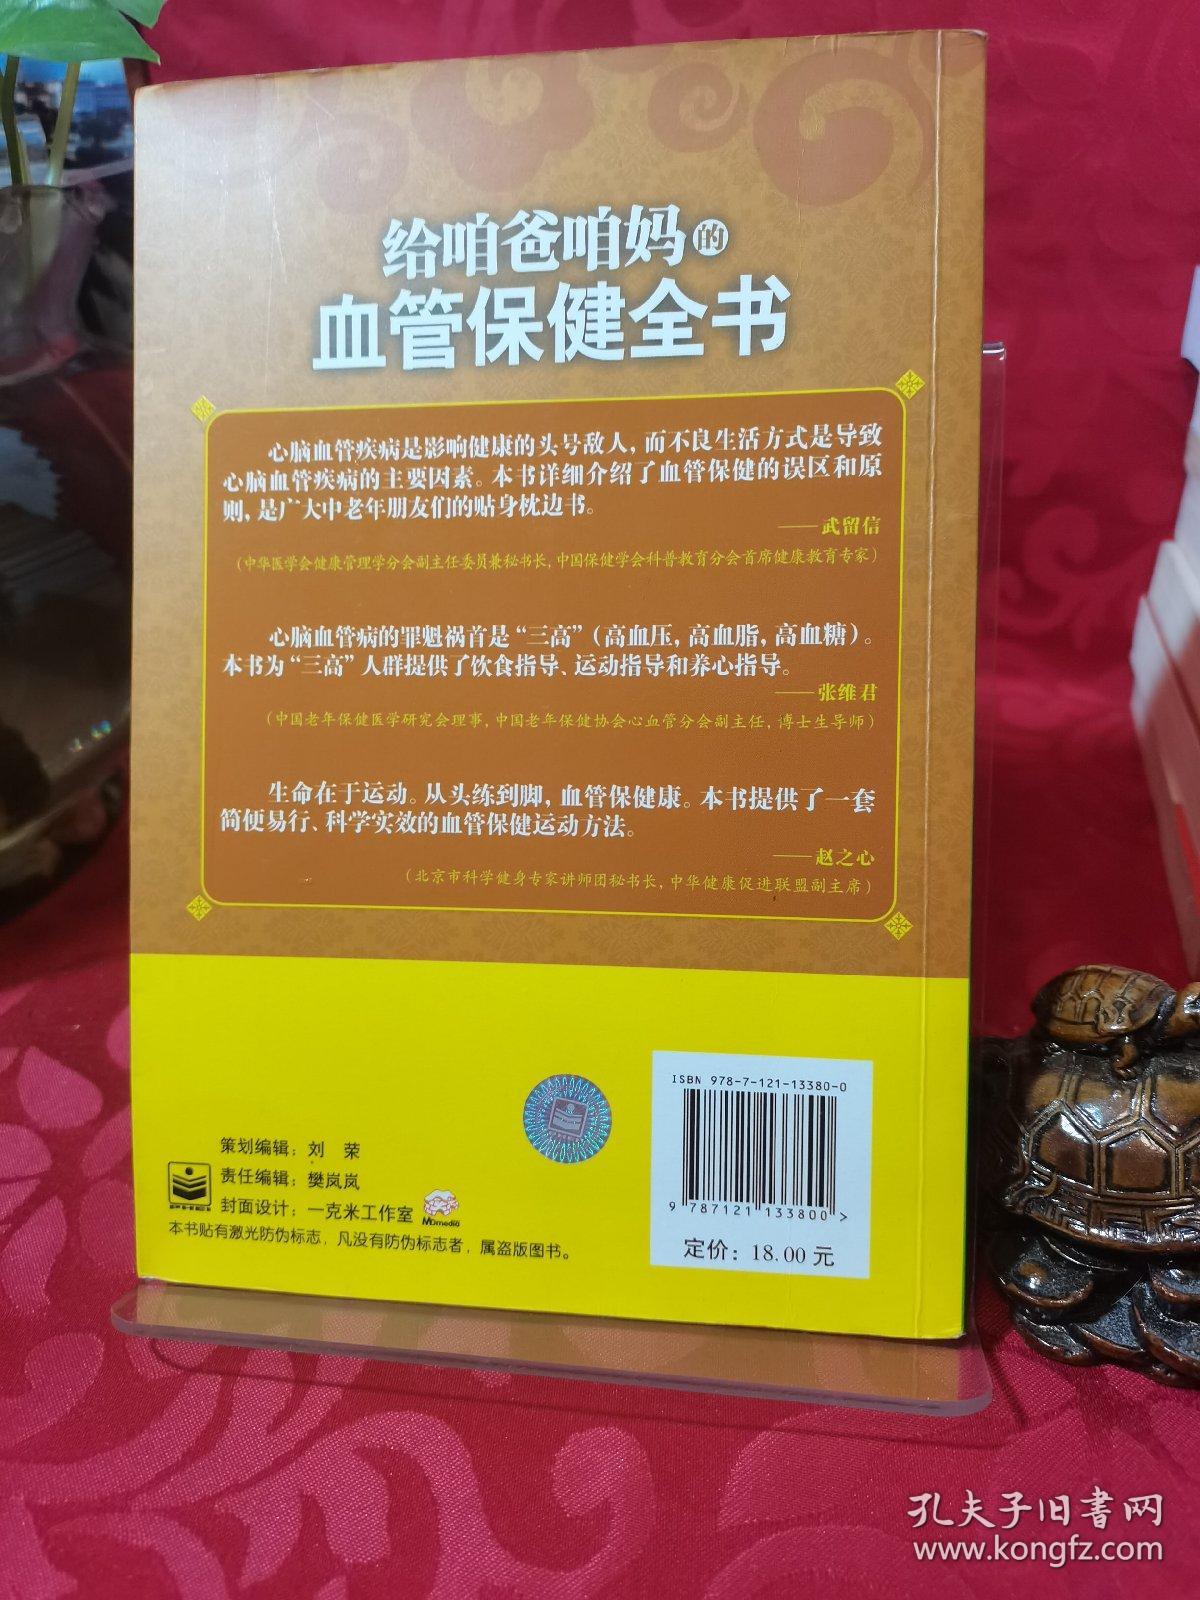 给咱爸咱妈的
血管保健全书
心脑血管疾病是影响健康的头号敌人，而不良生活方式是导致
心脑血管疾病的主要因素。本书详细介绍了血管保健的误区和原
则，是广大中老年朋友们的贴身枕边书。
——武留信
（中华医学会健康管理学分会副主任委员兼秘书长，中国保健学会科普教育分会首席健康教育专家）
心脑血管病的罪魁祸首是“三高”（高血压，高血脂，高血糖）。
本书为“三高”人群提供了饮食指导、运动指导和养心指导。
——张维君
（中国老年保健医学研究会理事，中国老年保健协会心血管分会副主任，博士生导师）
生命在于运动。从头练到脚，血管保健康。本书提供了一套
简便易行、科学实效的血管保健运动方法。
——赵之心
（北京市科学健身专家讲师团秘书长，中华健康促进联盟副主席）
策划编辑：刘 荣
责任编辑：樊岚岚
封面设计：一克米工作室
MDmedia
本书贴有激光防伪标志，凡没有防伪标志者，属盗版图书。
ISBN 978-7-121-13380-0
9 787121 133800 >
定价：18.00 元
孔夫子旧书网
www.kongfz.com